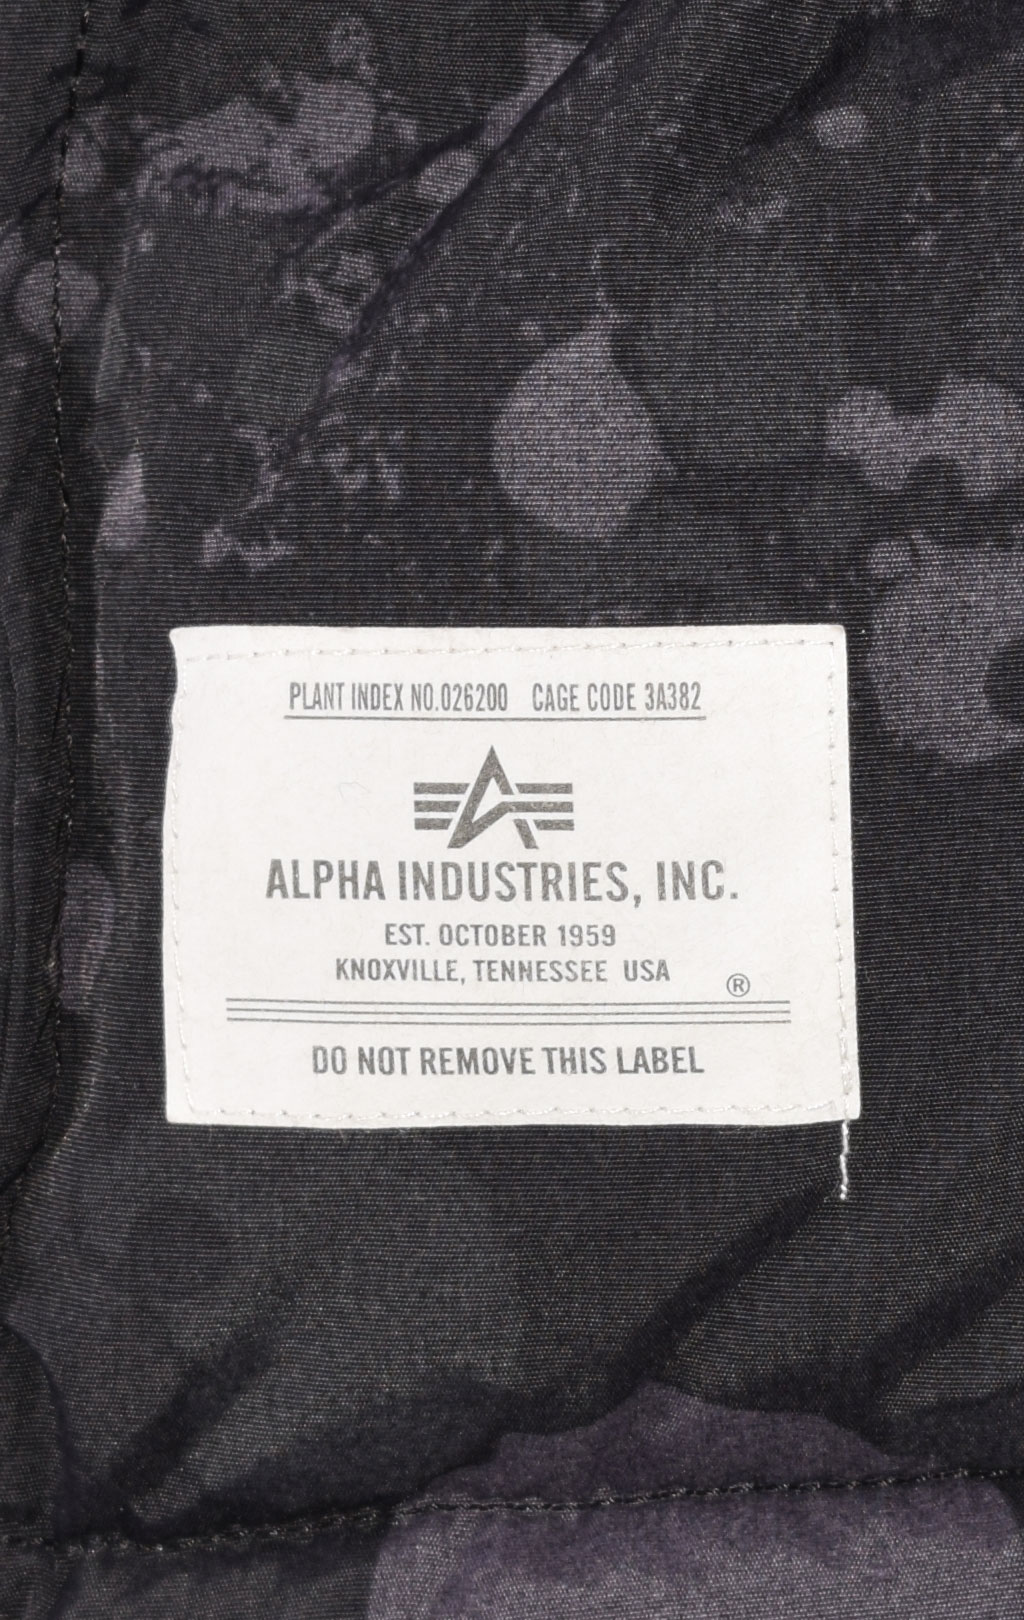 PLANT INDEX NO.026200 CAGE CODE 3A382
ALPHA INDUSTRIES, INC.
EST. OCTOBER 1959
KNOXVILLE, TENNESSEE USA
®
DO NOT REMOVE THIS LABEL